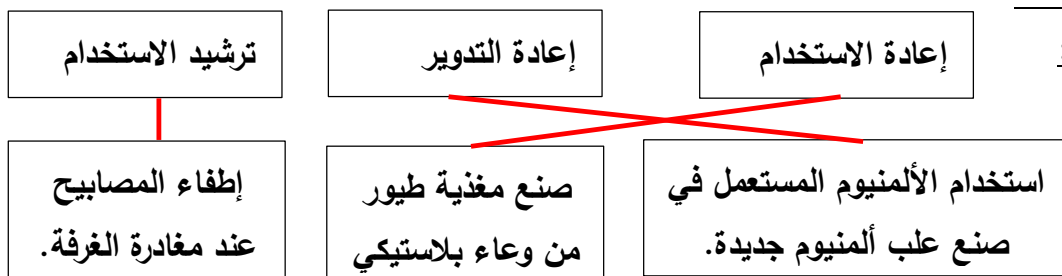 إعادة الاستخدام
إعادة التدوير
ترشيد الاستخدام
استخدام الألمنيوم المستعمل في
صنع علب ألمنيوم جديدة.
صنع مغذية طيور
من وعاء بلاستيكي
إطفاء المصابيح
عند مغادرة الغرفة.